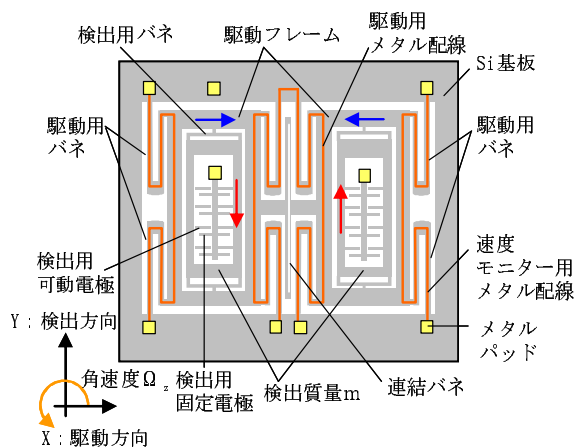 検出用バネ
駆動フレーム
駆動用
メタル配線
Si基板
駆動用
バネ
駆動用
バネ
検出用
可動電極
速度
モニター用
メタル配線
Y：検出方向
メタル
パッド
角速度Ωz
検出用
固定電極
検出質量m
連結バネ
X：駆動方向